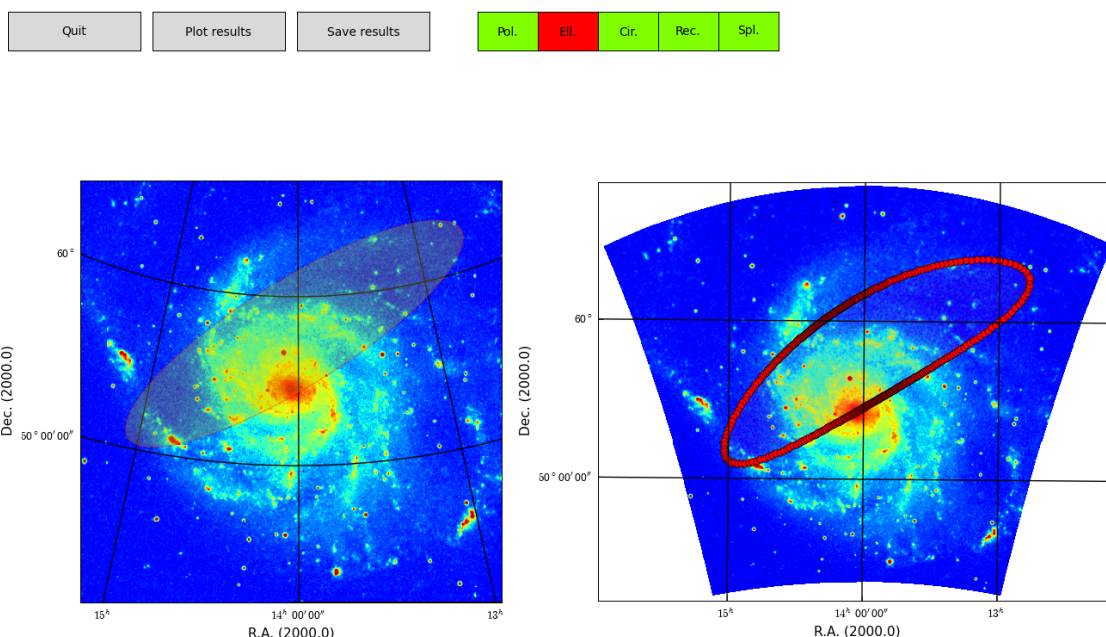 Quit Plot results Save results Pol. Ell. Cir. Rec. Spl.
60°
50°00′00″
Dec. (2000.0)
15ʰ 14ʰ 00′00″ 13ʰ
R.A. (2000.0)
60°
50°00′00″
Dec. (2000.0)
15ʰ 14ʰ 00′00″ 13ʰ
R.A. (2000.0)